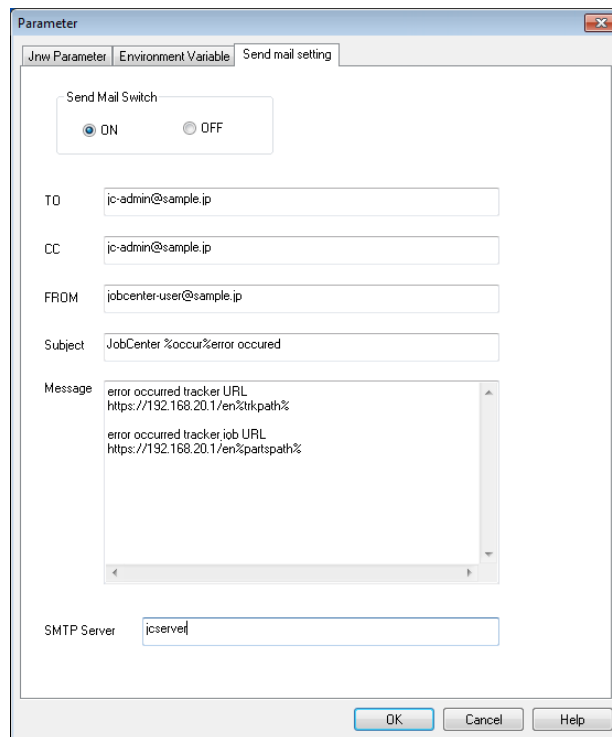 Parameter
Jnw Parameter Environment Variable Send mail setting
Send Mail Switch
ON OFF
TO jc-admin@sample.jp
CC jc-admin@sample.jp
FROM jobcenter-user@sample.jp
Subject JobCenter %occur%error occured
Message error occurred tracker URL
https://192.168.20.1/en%trkpath%
error occurred tracker job URL
https://192.168.20.1/en%partspath%
SMTP Server jcserver
OK Cancel Help